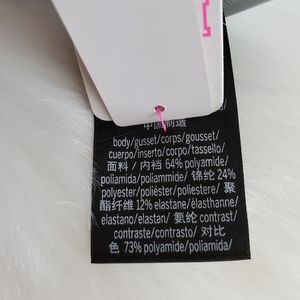 中国制造
body/gusset/corps/gousset/
cuerpo/inserto/corpo/tassello/
面料 / 内裆 64% polyamide/
poliamida/poliammide/ 锦纶 24%
polyester/poliéster/poliestere/ 聚
酯纤维 12% elastane/élasthanne/
elastano/elastan/ 氨纶 contrast/
contraste/contrasto/ 对比
色 73% polyamide/poliamida/